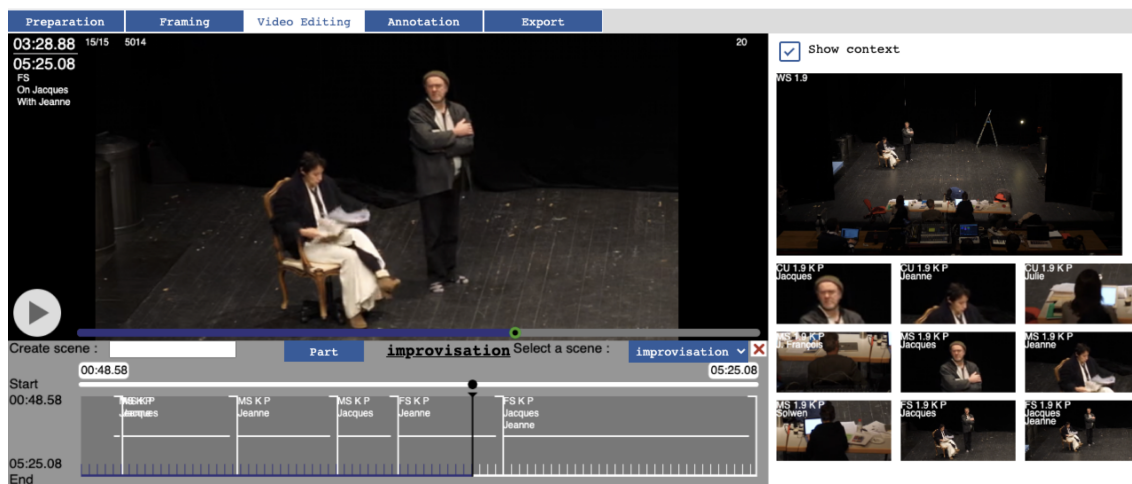 Preparation Framing Video Editing Annotation Export
03:28.88 15/15 5014 20
05:25.08
FS
On Jacques
With Jeanne
Show context
WS 1.9
CU 1.9 K P
Jacques
CU 1.9 K P
Jeanne
CU 1.9 K P
Julie
MS 1.9 K P
J. François
MS 1.9 K P
Jacques
MS 1.9 K P
Jeanne
MS 1.9 K P
Solwen
FS 1.9 K P
Jacques
FS 1.9 K P
Jacques
Jeanne
Create scene : Part improvisation Select a scene : improvisation
00:48.58 05:25.08
Start
00:48.58
MS K P
Jeanne
MS K P
Jacques
FS K P
Jeanne
FS K P
Jacques
Jeanne
05:25.08
End